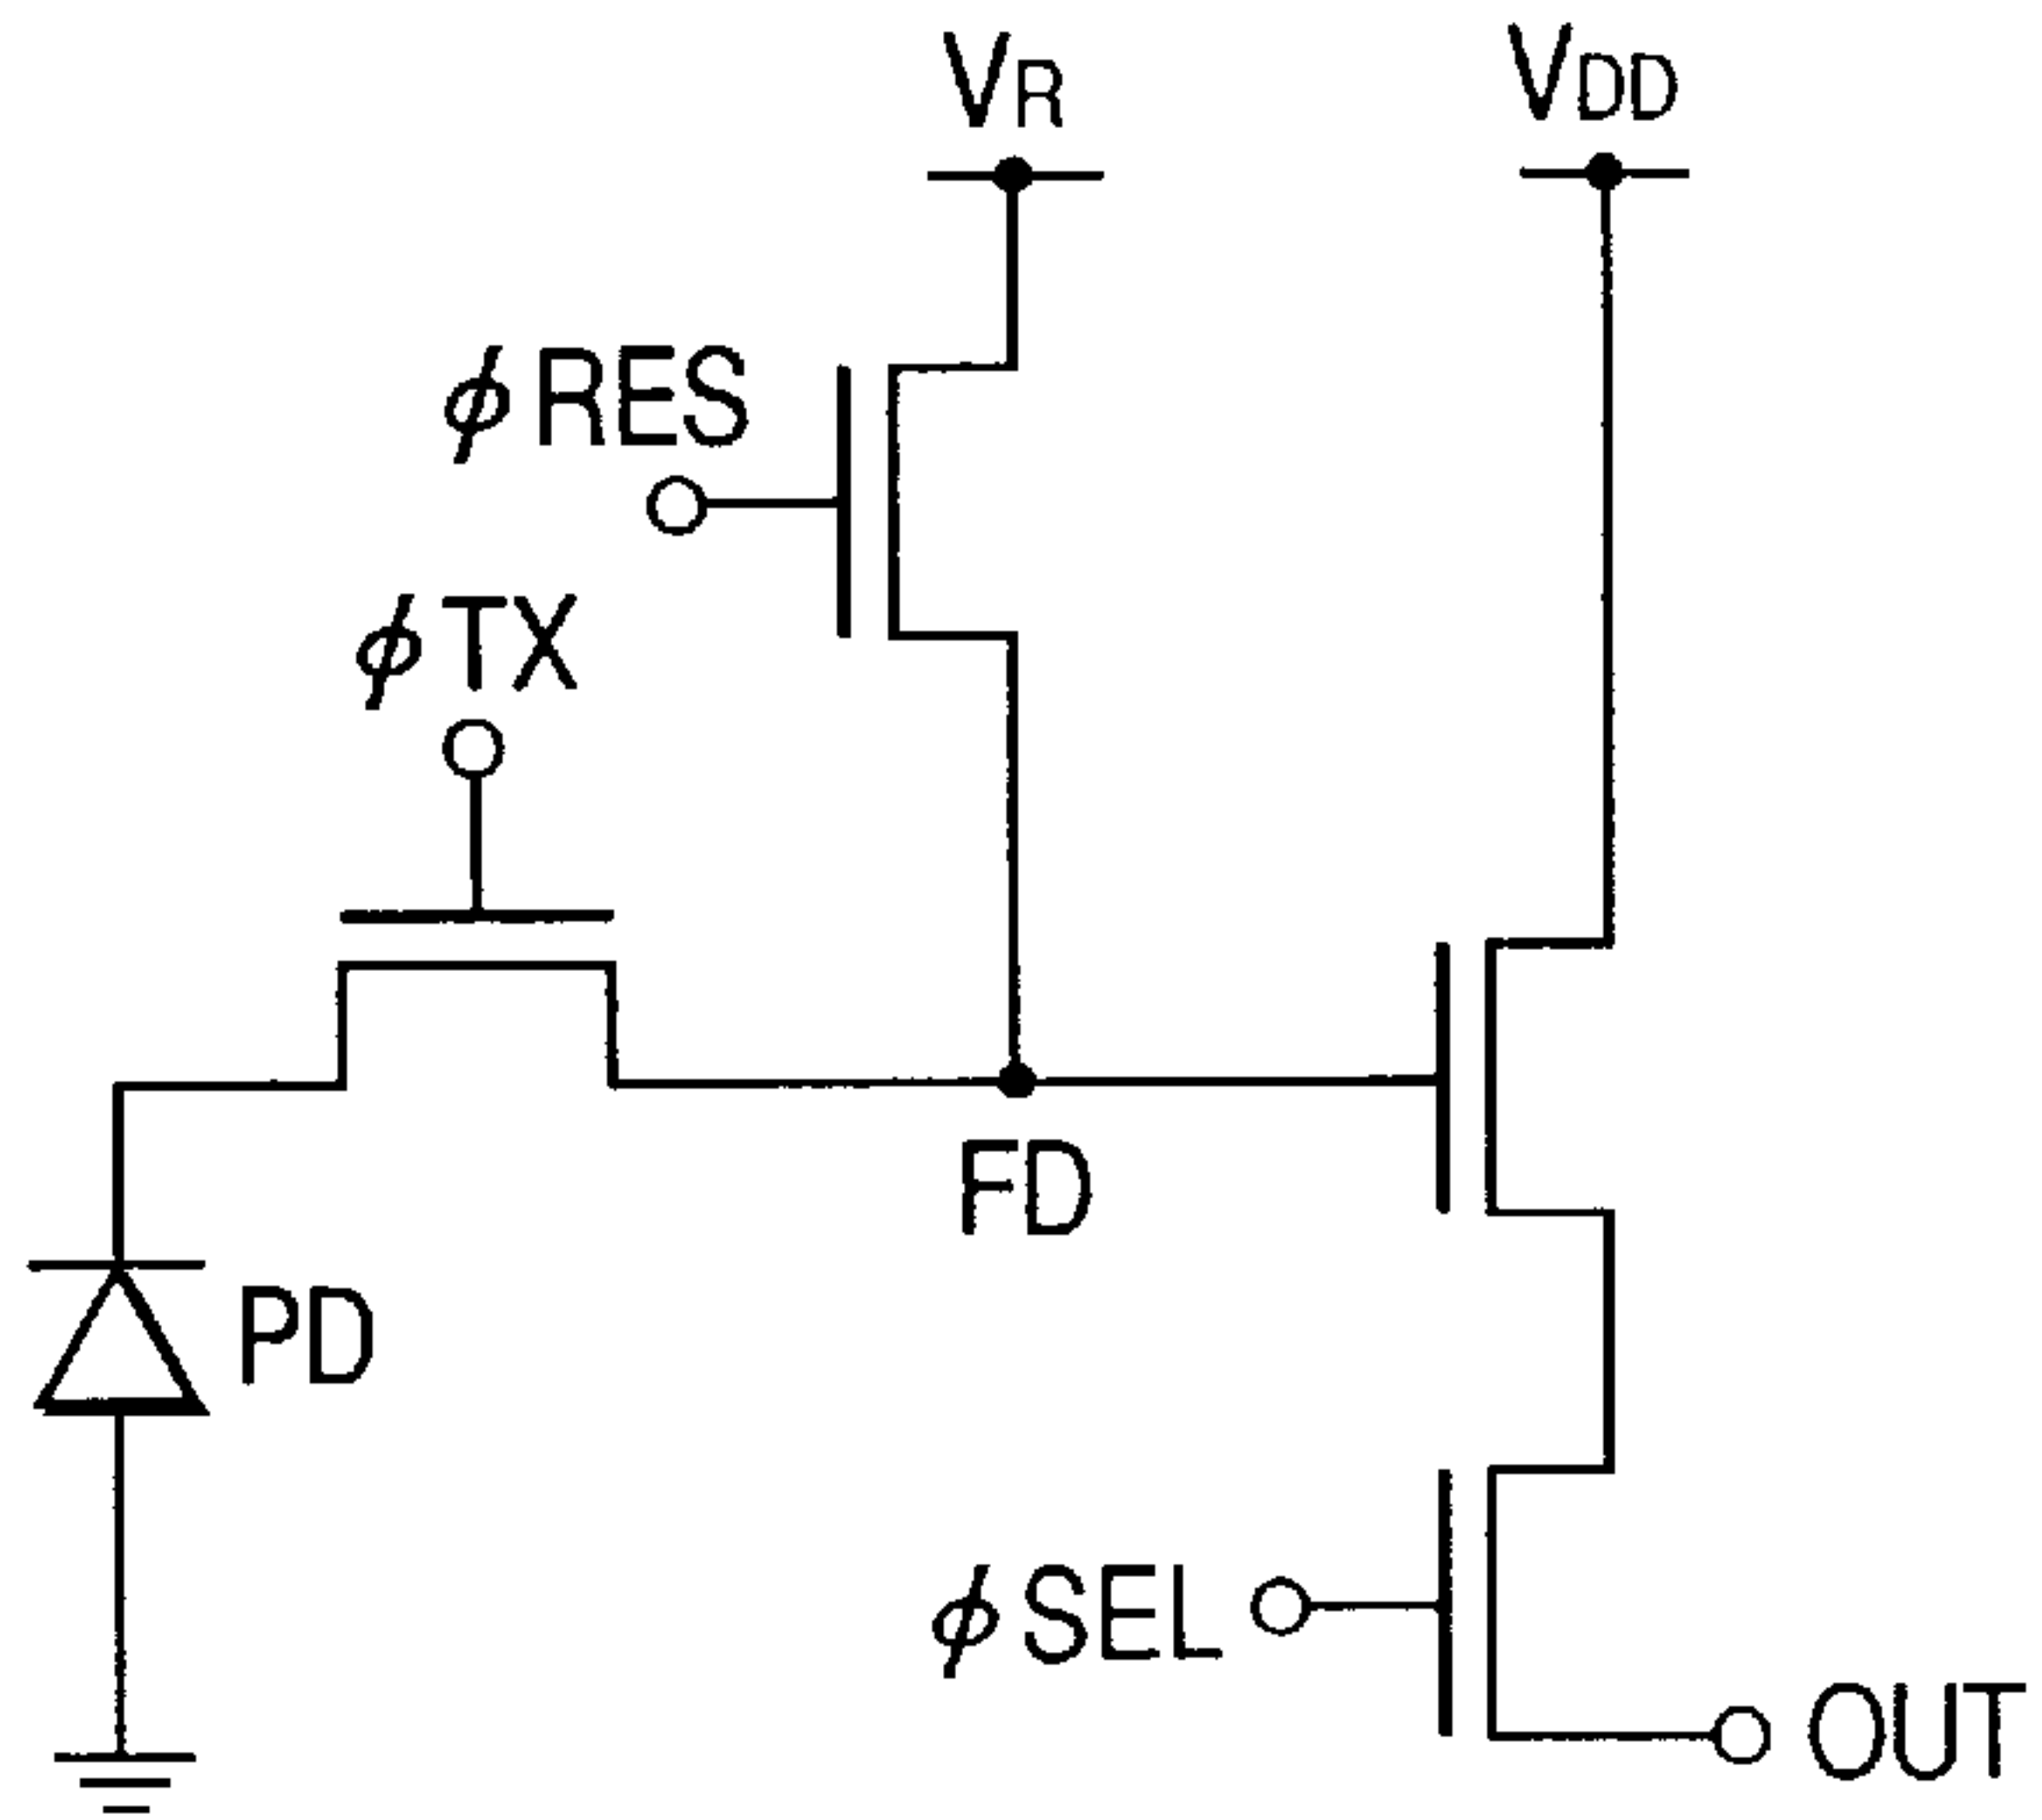 VR
VDD
ϕRES
ϕTX
FD
PD
ϕSEL
OUT